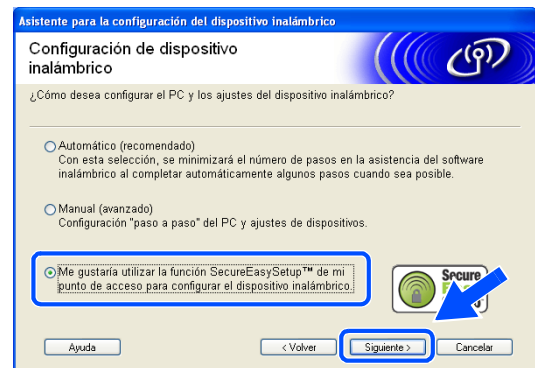 Asistente para la configuración del dispositivo inalámbrico
Configuración de dispositivo
inalámbrico
¿Cómo desea configurar el PC y los ajustes del dispositivo inalámbrico?
Automático (recomendado)
Con esta selección, se minimizará el número de pasos en la asistencia del software
inalámbrico al completar automáticamente algunos pasos cuando sea posible.
Manual (avanzado)
Configuración "paso a paso" del PC y ajustes de dispositivos.
Me gustaría utilizar la función SecureEasySetup™ de mi
punto de acceso para configurar el dispositivo inalámbrico.
Secure
Ayuda
< Volver
Siguiente >
Cancelar